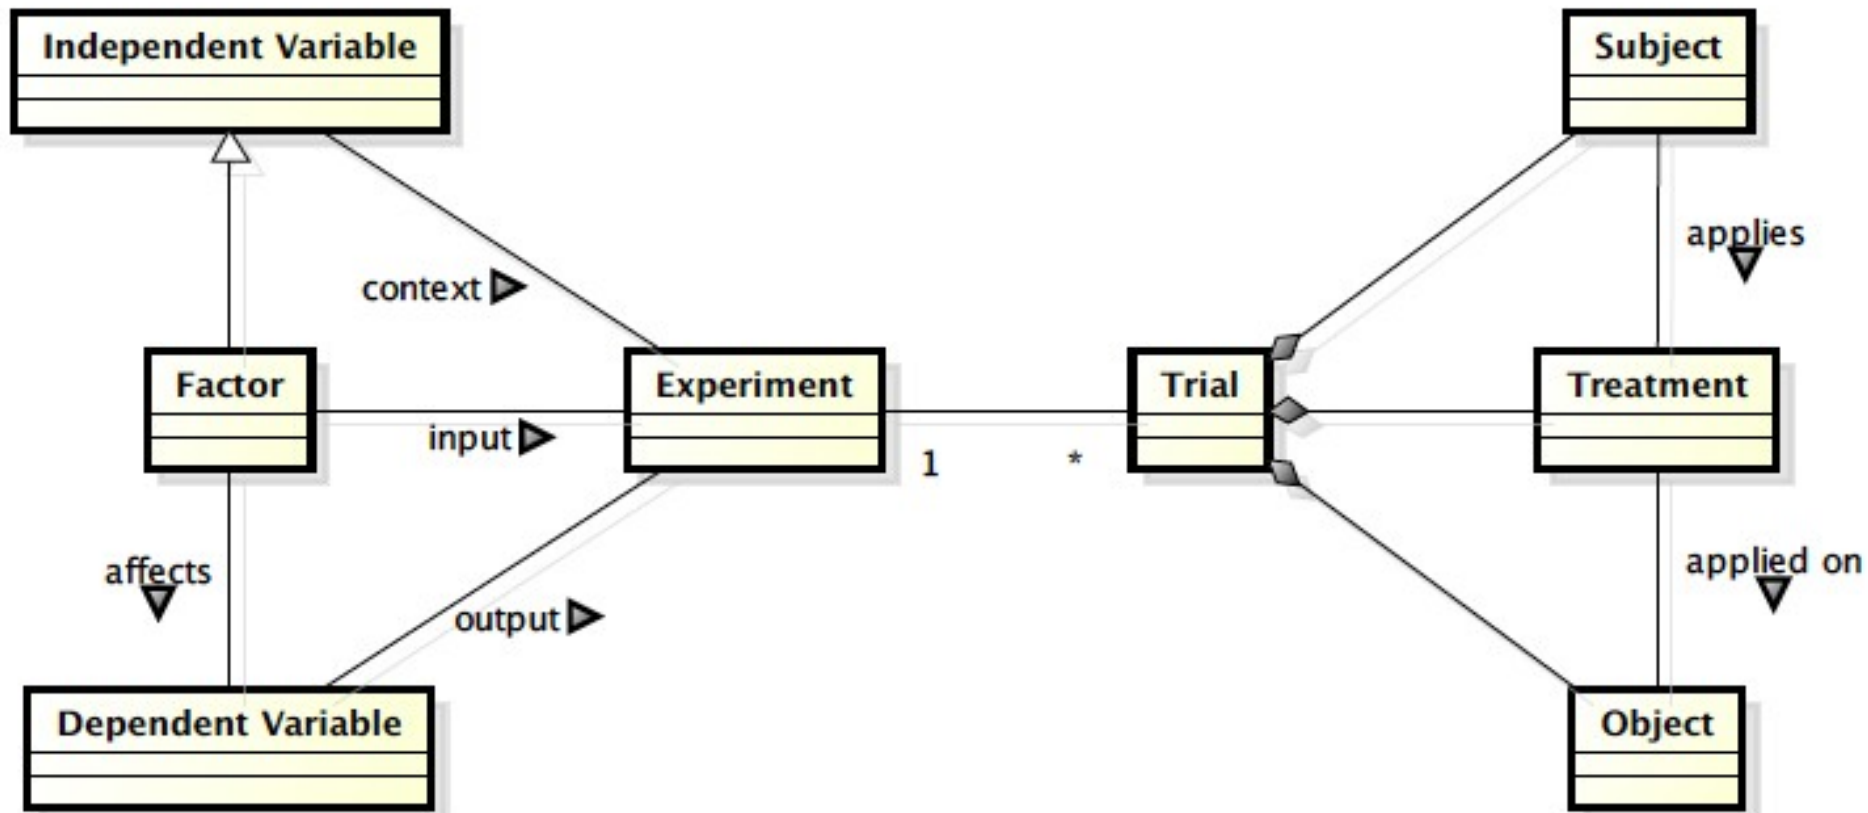 Independent Variable
Subject
applies
context
Factor
Experiment
Trial
Treatment
input
1
*
affects
applied on
output
Dependent Variable
Object